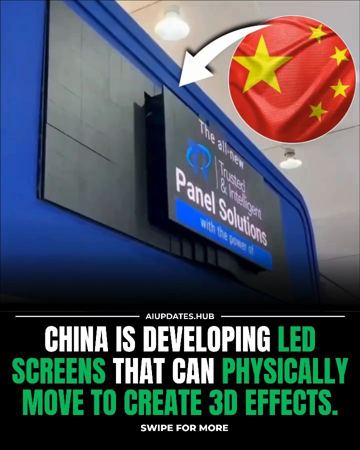 The all-new
Trusted
& Intelligent
Panel Solutions
with the power of
AIUPDATES.HUB
CHINA IS DEVELOPING LED
SCREENS THAT CAN PHYSICALLY
MOVE TO CREATE 3D EFFECTS.
SWIPE FOR MORE